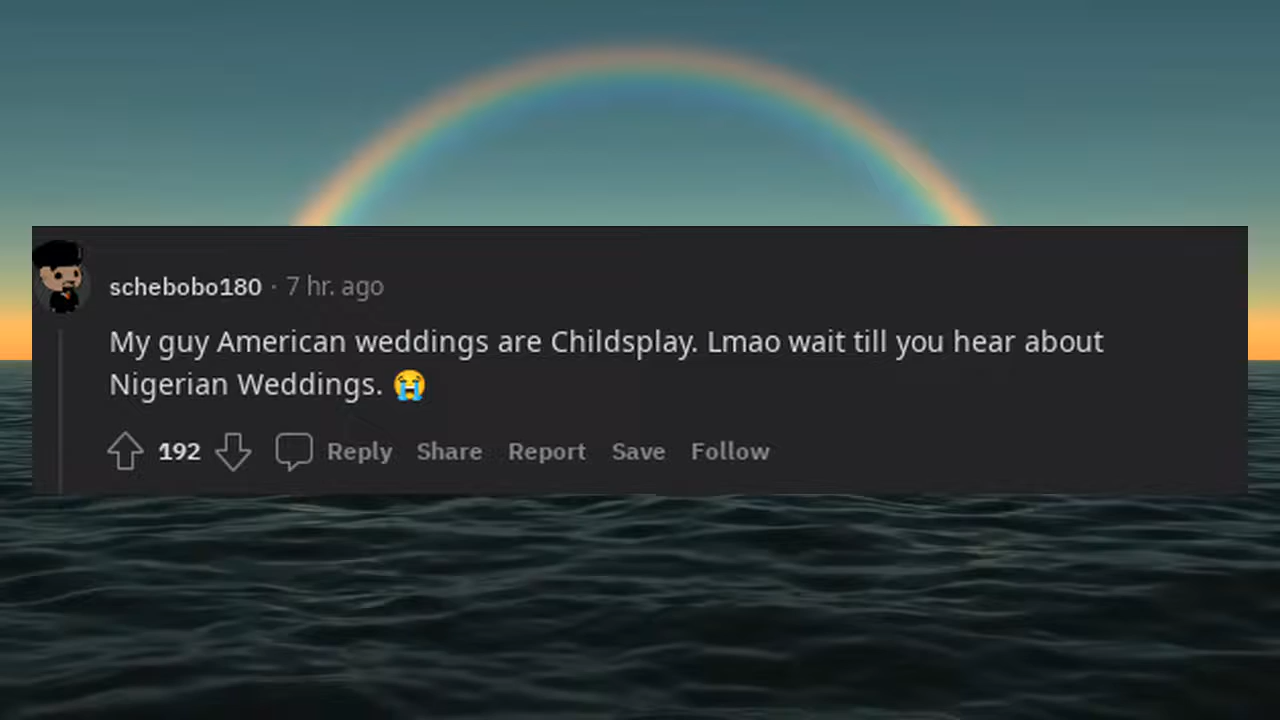 schebobo180 · 7 hr. ago
My guy American weddings are Childsplay. Lmao wait till you hear about
Nigerian Weddings. 😭
192 Reply Share Report Save Follow